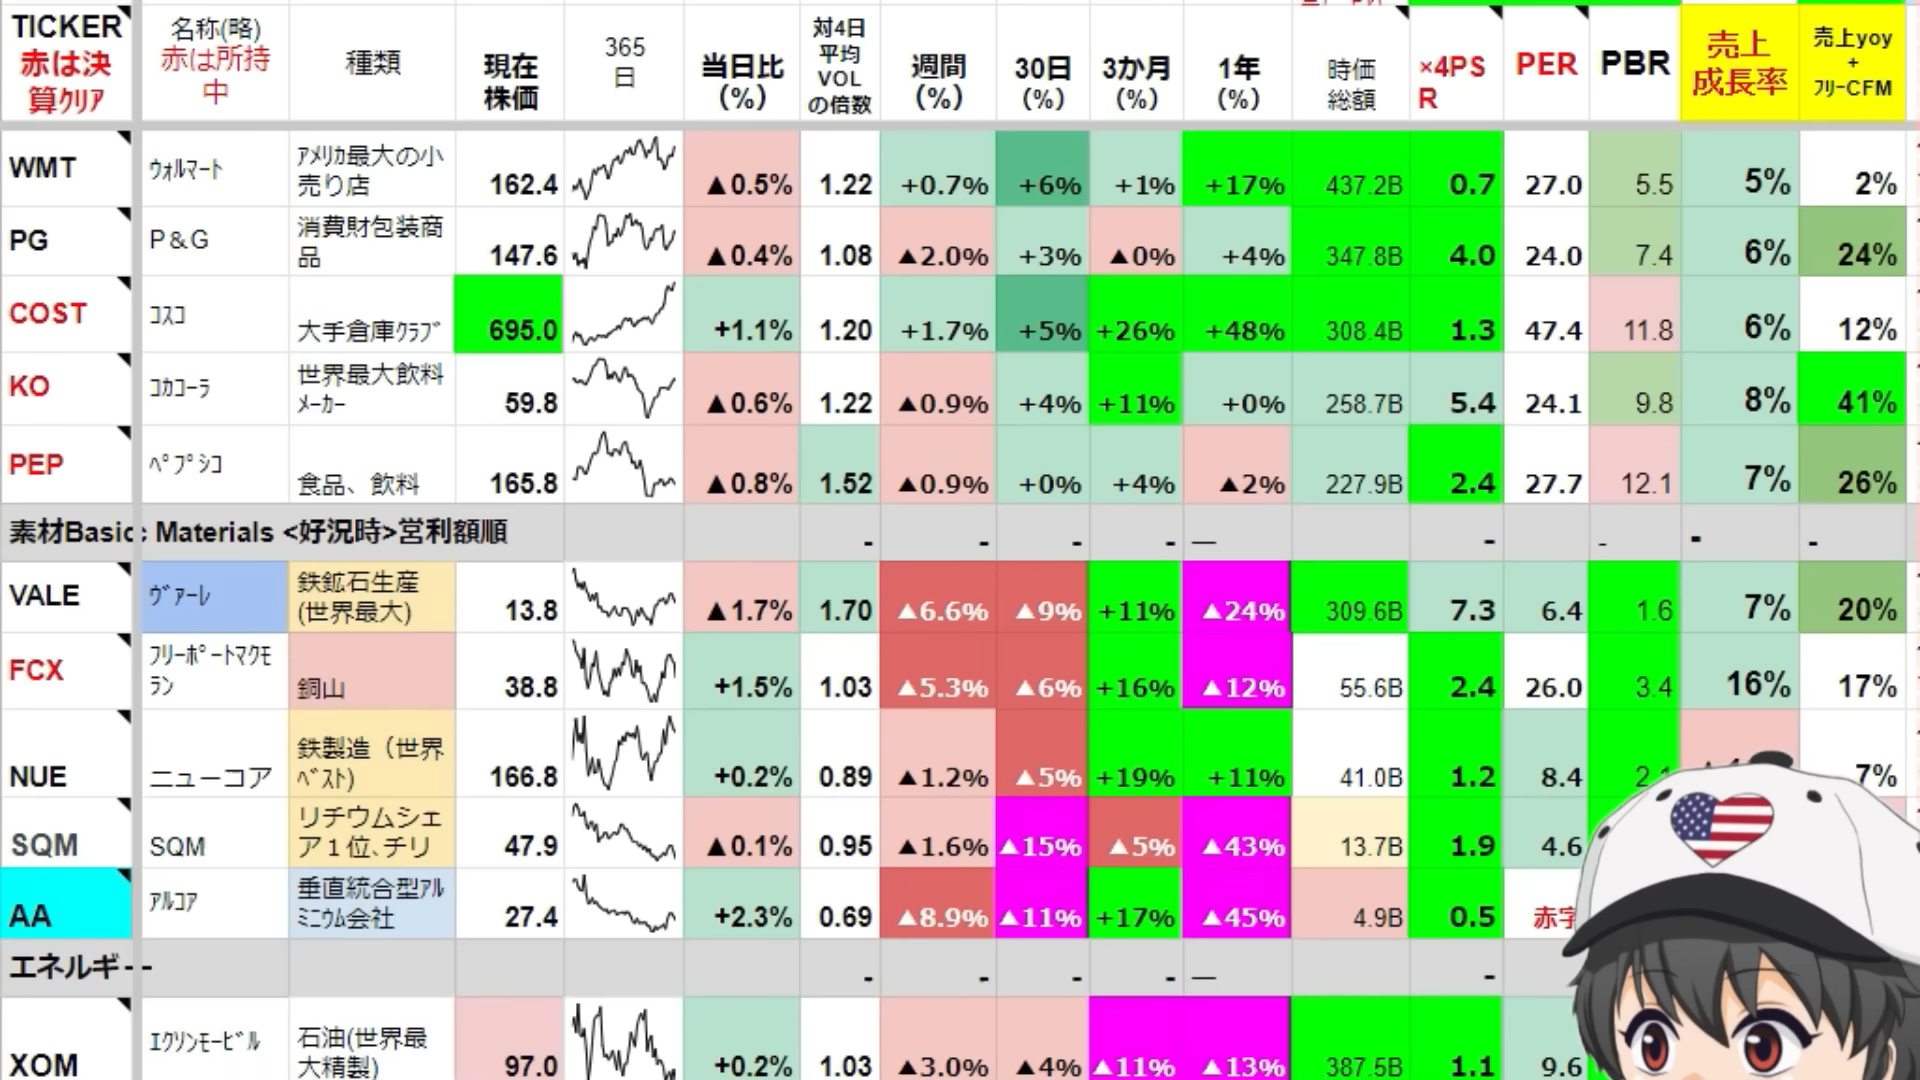 TICKER 名称(略) 種類 現在 365 当日比 対4日 週間 30日 3か月 1年 時価 ×4PS PER PBR 売上 売上yoy
赤は決 赤は所持 株価 日 (%) 平均 (%) (%) (%) (%) 総額 R 成長率 +
算ｸﾘｱ 中 VOL ﾌﾘｰCFM
の倍数
WMT ｳｫﾙﾏｰﾄ ｱﾒﾘｶ最大の小
売り店 162.4 ▲0.5% 1.22 +0.7% +6% +1% +17% 437.2B 0.7 27.0 5.5 5% 2%
PG P＆G 消費財包装商
品 147.6 ▲0.4% 1.08 ▲2.0% +3% ▲0% +4% 347.8B 4.0 24.0 7.4 6% 24%
COST ｺｽｺ 大手倉庫ｸﾗﾌﾞ 695.0 +1.1% 1.20 +1.7% +5% +26% +48% 308.4B 1.3 47.4 11.8 6% 12%
KO ｺｶｺｰﾗ 世界最大飲料
ﾒｰｶｰ 59.8 ▲0.6% 1.22 ▲0.9% +4% +11% +0% 258.7B 5.4 24.1 9.8 8% 41%
PEP ﾍﾟﾌﾟｼｺ 食品、飲料 165.8 ▲0.8% 1.52 ▲0.9% +0% +4% ▲2% 227.9B 2.4 27.7 12.1 7% 26%
素材Basic Materials <好況時>営利額順 - - - - — - - - -
VALE ｳﾞｧｰﾚ 鉄鉱石生産
(世界最大) 13.8 ▲1.7% 1.70 ▲6.6% ▲9% +11% ▲24% 309.6B 7.3 6.4 1.6 7% 20%
FCX ﾌﾘｰﾎﾟｰﾄﾏｸﾓ
ﾗﾝ 銅山 38.8 +1.5% 1.03 ▲5.3% ▲6% +16% ▲12% 55.6B 2.4 26.0 3.4 16% 17%
NUE ニューコア 鉄製造（世界
ﾍﾞｽﾄ) 166.8 +0.2% 0.89 ▲1.2% ▲5% +19% +11% 41.0B 1.2 8.4 7%
SQM SQM リチウムシェ
ア１位､チリ 47.9 ▲0.1% 0.95 ▲1.6% ▲15% ▲5% ▲43% 13.7B 1.9 4.6
AA ｱﾙｺｱ 垂直統合型ｱﾙ
ﾐﾆｳﾑ会社 27.4 +2.3% 0.69 ▲8.9% ▲11% +17% ▲45% 4.9B 0.5 赤字
エネルギ-- - - - - — -
XOM ｴｸｿﾝﾓｰﾋﾞﾙ 石油(世界最
大精製) 97.0 +0.2% 1.03 ▲3.0% ▲4% ▲11% ▲13% 387.5B 1.1 9.6